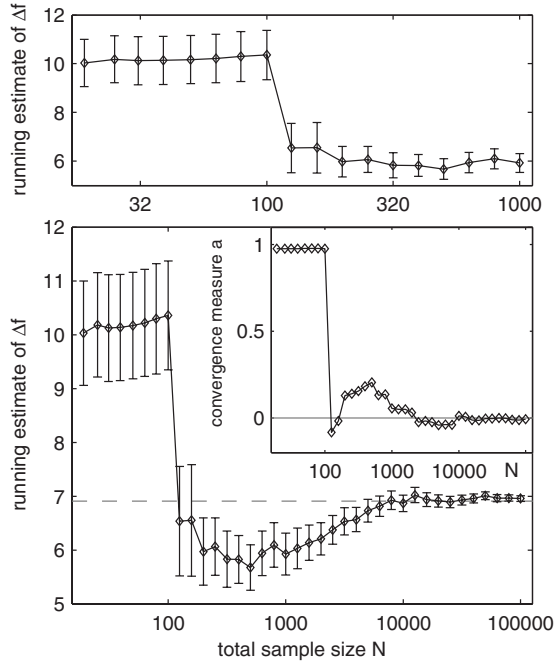 running estimate of Δf
12
10
8
6
32 100 320 1000
running estimate of Δf
12
11
10
9
8
7
6
5
100 1000 10000 100000
total sample size N
convergence measure a
1
0.5
0
100 1000 10000 N